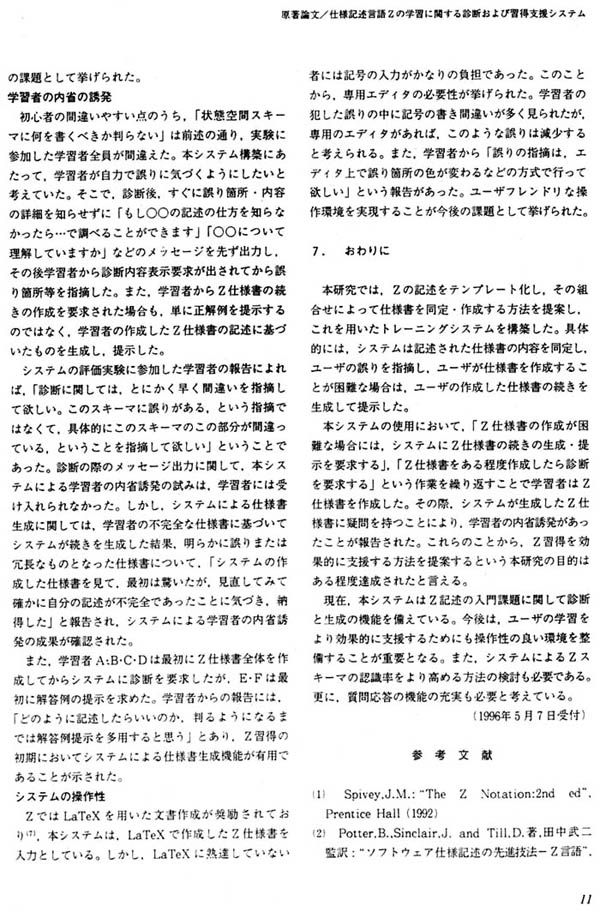 原著論文/仕様記述言語Zの学習に関する診断および習得支援システム
の課題として挙げられた。
学習者の内省の誘発
初心者の間違いやすい点のうち,「状態空間スキー
マに何を書くべきか判らない」は前述の通り,実験に
参加した学習者全員が間違えた。本システム構築にあ
たって,学習者が自力で誤りに気づくようにしたいと
考えていた。そこで,診断後,すぐに誤り箇所・内容
の詳細を知らせずに「もし〇〇の記述の仕方を知らな
かったら…で調べることができます」「〇〇について
理解していますか」などのメッセージを先ず出力し,
その後学習者から診断内容表示要求が出されてから誤
り箇所等を指摘した。また,学習者からZ仕様書の続
きの作成を要求された場合も,単に正解例を提示する
のではなく,学習者の作成したZ仕様書の記述に基づ
いたものを生成し,提示した。
システムの評価実験に参加した学習者の報告によれ
ば,「診断に関しては,とにかく早く間違いを指摘し
て欲しい。このスキーマに誤りがある,という指摘で
はなくて,具体的にこのスキーマのこの部分が間違っ
ている,ということを指摘して欲しい」ということで
あった。診断の際のメッセージ出力に関して,本シス
テムによる学習者の内省誘発の試みは,学習者には受
け入れられなかった。しかし,システムによる仕様書
生成に関しては,学習者の不完全な仕様書に基づいて
システムが続きを生成した結果,明らかに誤りまたは
冗長なものとなった仕様書について,「システムの作
成した仕様書を見て,最初は驚いたが,見直してみて
確かに自分の記述が不完全であったことに気づき,納
得した」と報告され,システムによる学習者の内省誘
発の成果が確認された。
また,学習者A・B・C・Dは最初にZ仕様書全体を作
成してからシステムに診断を要求したが,E・Fは最
初に解答例の提示を求めた。学習者からの報告には,
「どのように記述したらいいのか,判るようになるま
では解答例提示を多用すると思う」とあり,Z習得の
初期においてシステムによる仕様書生成機能が有用で
あることが示された。
システムの操作性
ZではLaTeXを用いた文書作成が奨励されてお
り(7),本システムは,LaTeXで作成したZ仕様書を
入力としている。しかし,LaTeXに熟達していない
者には記号の入力がかなりの負担であった。このこと
から,専用エディタの必要性が挙げられた。学習者の
犯した誤りの中に記号の書き間違いが多く見られたが,
専用のエディタがあれば,このような誤りは減少する
と考えられる。また,学習者から「誤りの指摘は,エ
ディタ上で誤り箇所の色が変わるなどの方式で行って
欲しい」という報告があった。ユーザフレンドリな操
作環境を実現することが今後の課題として挙げられた。
7. おわりに
本研究では,Zの記述をテンプレート化し,その組
合せによって仕様書を同定・作成する方法を提案し,
これを用いたトレーニングシステムを構築した。具体
的には,システムは記述された仕様書の内容を同定し,
ユーザの誤りを指摘し,ユーザが仕様書を作成するこ
とが困難な場合は,ユーザの作成した仕様書の続きを
生成して提示した。
本システムの使用において,「Z仕様書の作成が困
難な場合には,システムにZ仕様書の続きの生成・提
示を要求する」,「Z仕様書をある程度作成したら診断
を要求する」という作業を繰り返すことで学習者はZ
仕様書を作成した。その際,システムが生成したZ仕
様書に疑問を持つことにより,学習者の内省誘発があっ
たことが報告された。これらのことから,Z習得を効
果的に支援する方法を提案するという本研究の目的は
ある程度達成されたと言える。
現在,本システムはZ記述の入門課題に関して診断
と生成の機能を備えている。今後は,ユーザの学習を
より効果的に支援するためにも操作性の良い環境を整
備することが重要となる。また,システムによるZス
キーマの認識率をより高める方法の検討も必要である。
更に,質問応答の機能の充実も必要と考えている。
(1996年5月7日受付)
参考文献
(1) Spivey,J.M.: "The Z Notation:2nd ed",
Prentice Hall (1992)
(2) Potter,B.,Sinclair,J. and Till,D.著,田中武二
監訳: "ソフトウェア仕様記述の先進技法－Z言語",
11